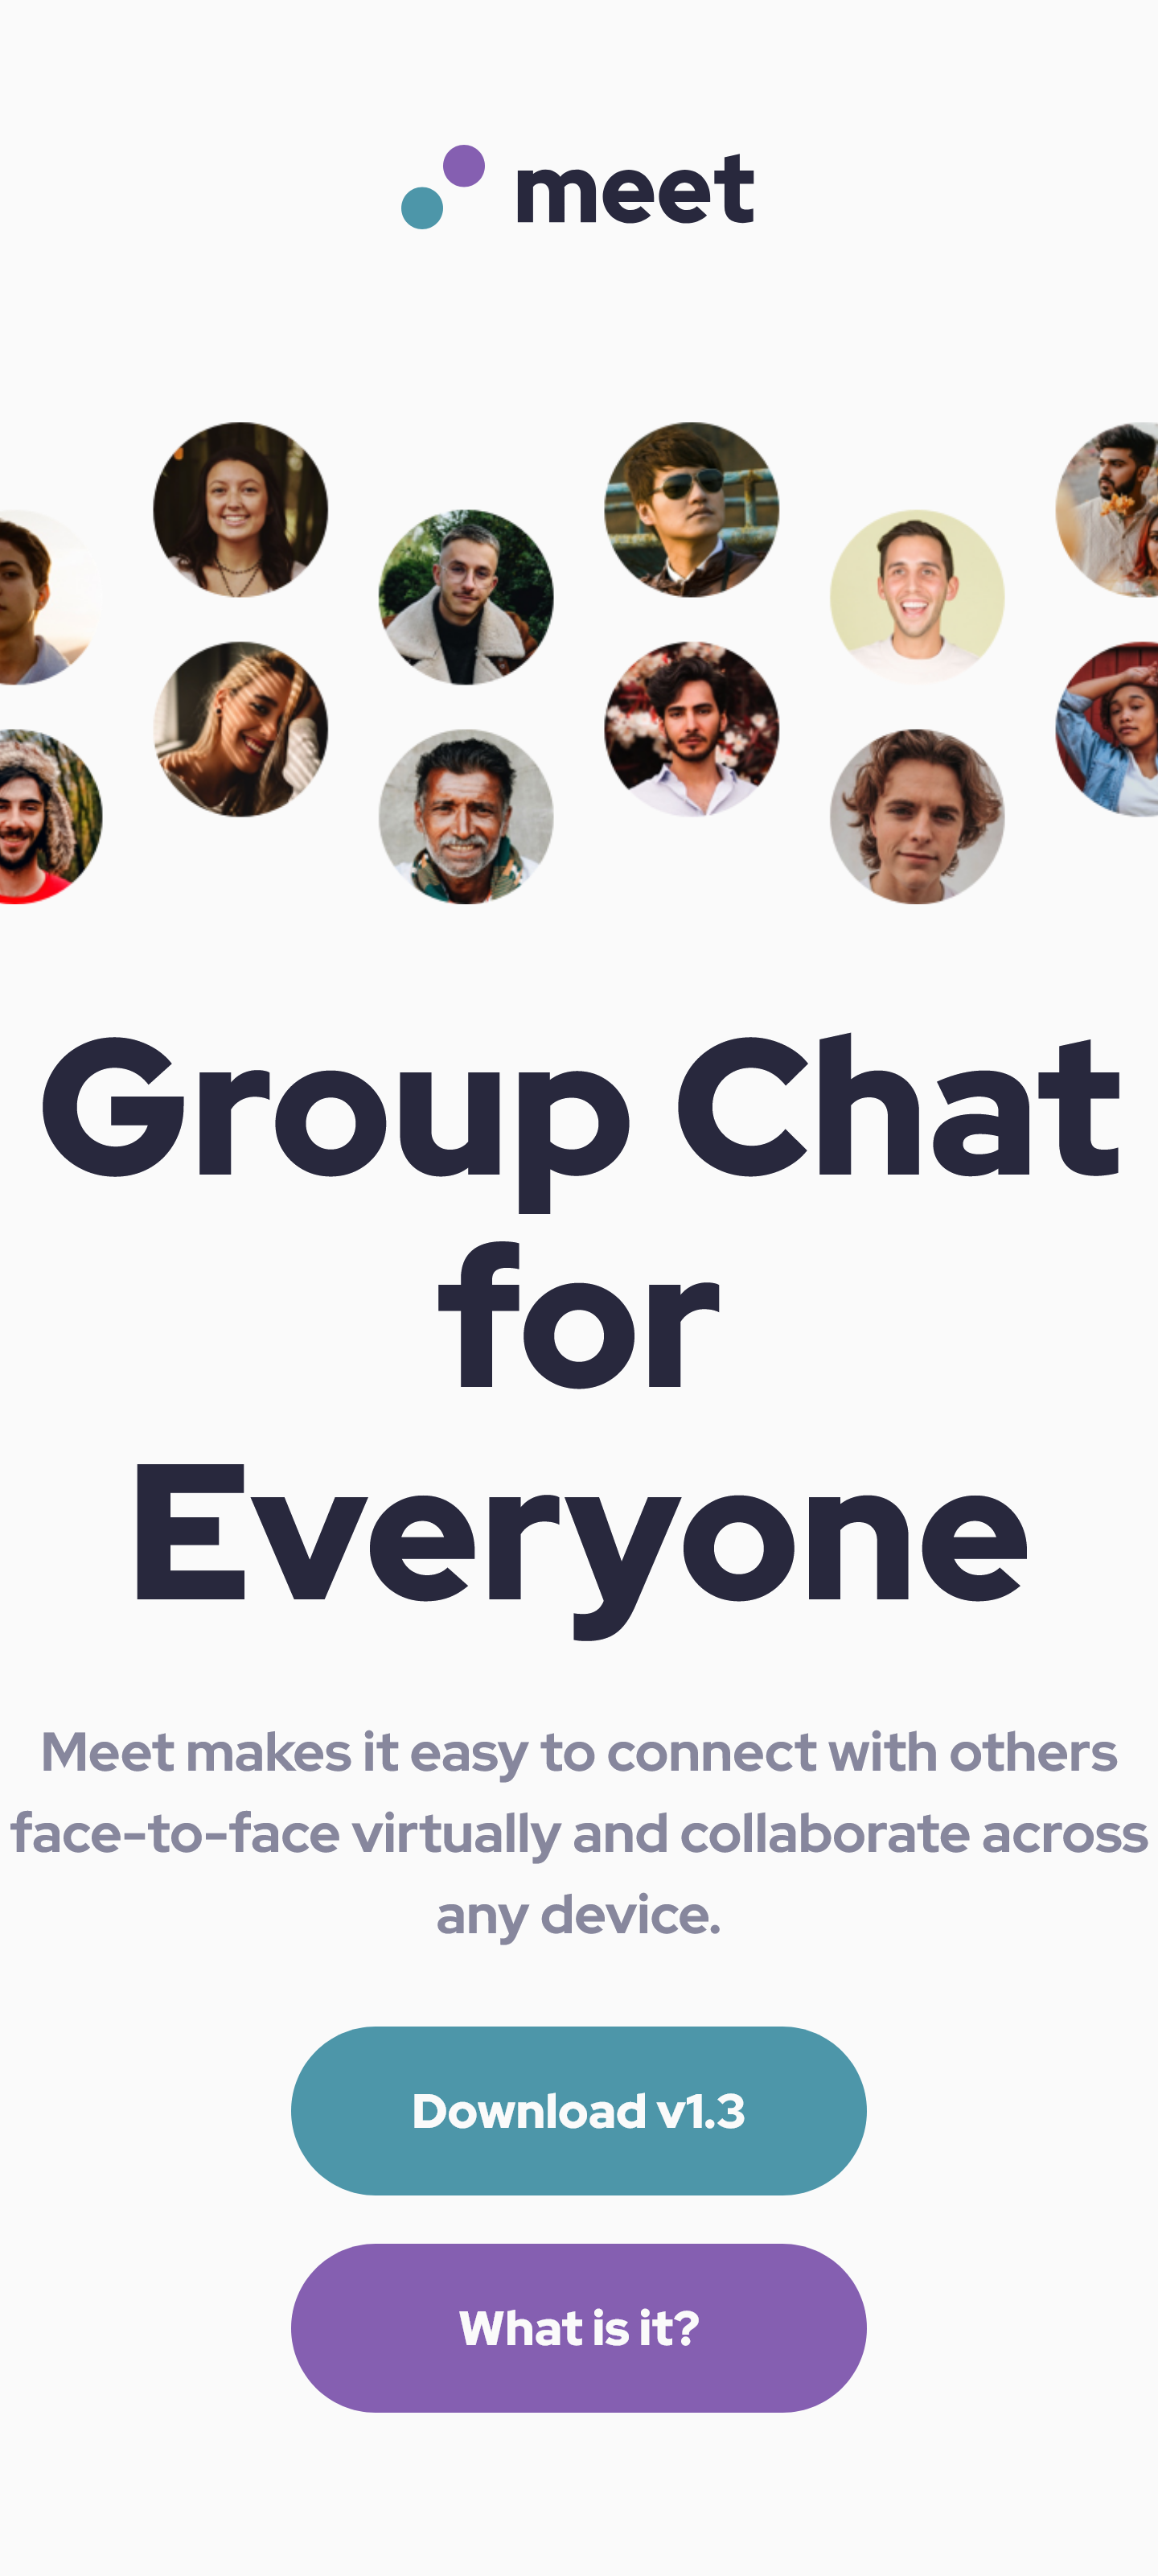 meet
Group Chat
for
Everyone
Meet makes it easy to connect with others
face-to-face virtually and collaborate across
any device.
Download v1.3
What is it?